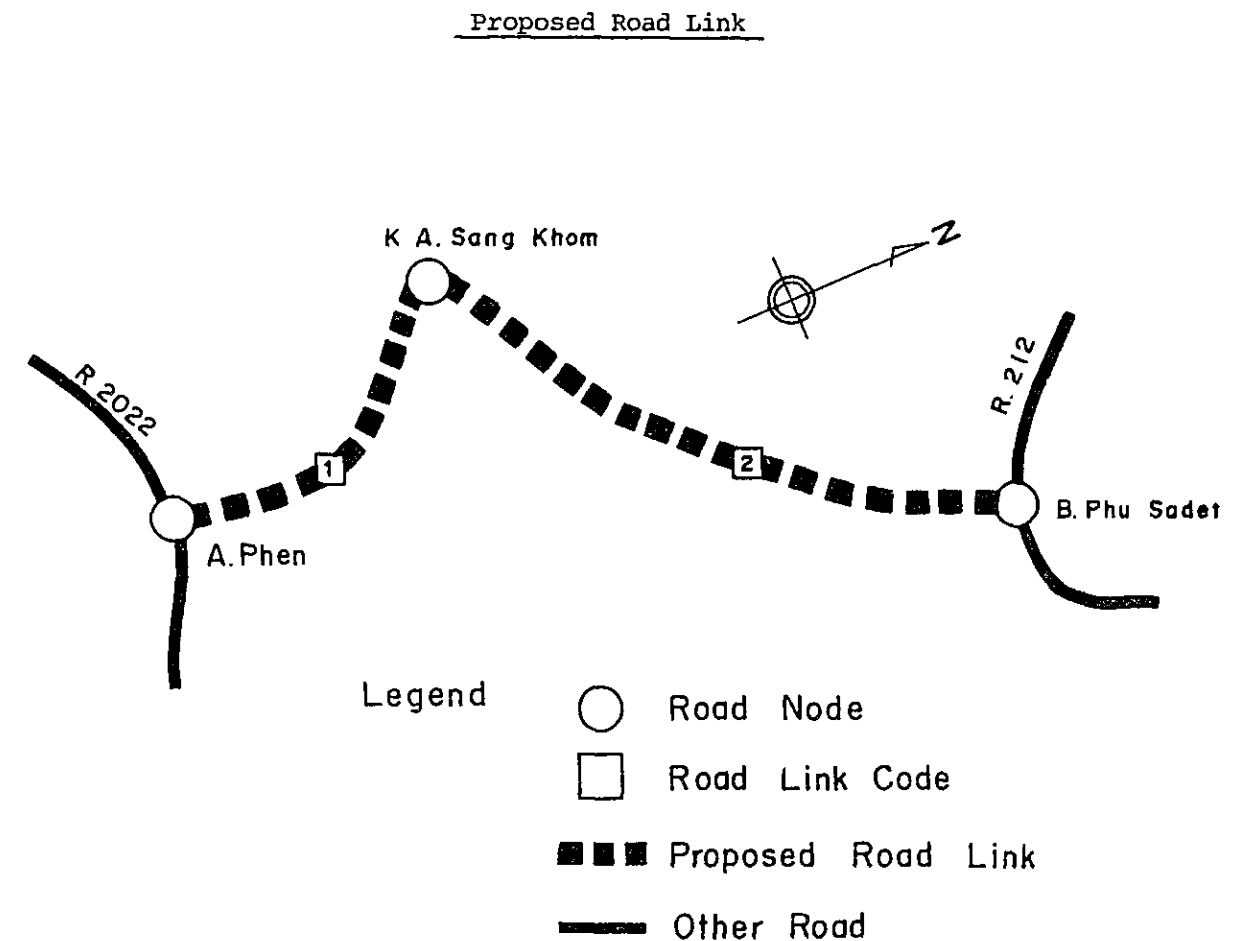 Proposed Road Link
N
K A. Sang Khom
R 2022
R. 212
1
2
A. Phen
B. Phu Sadet
Legend
Road Node
Road Link Code
Proposed Road Link
Other Road